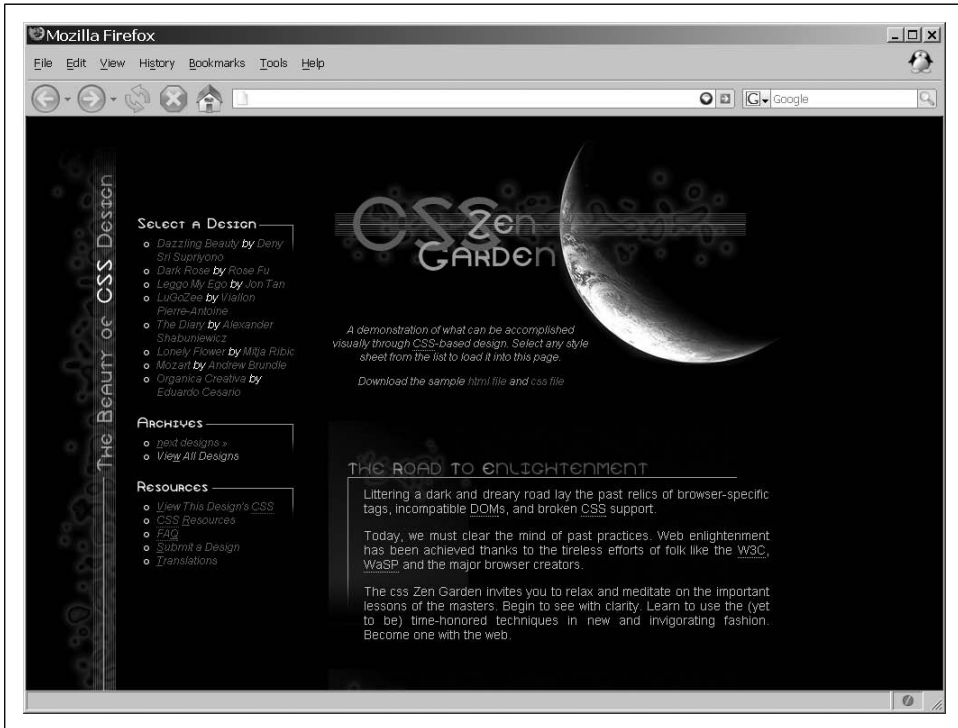 Mozilla Firefox
File Edit View History Bookmarks Tools Help
G Google
The Beauty of CSS Design
CSS Zen
Garden
Select a Design
Dazzling Beauty by Deny
Sri Supriyono
Dark Rose by Rose Fu
Leggo My Ego by Jon Tan
LuGoZee by Viallon
Pierre-Antoine
The Diary by Alexander
Shabuniewicz
Lonely Flower by Mitja Ribic
Mozart by Andrew Brundle
Organica Creativa by
Eduardo Cesario
Archives
next designs »
View All Designs
Resources
View This Design's CSS
CSS Resources
FAQ
Submit a Design
Translations
A demonstration of what can be accomplished
visually through CSS-based design. Select any style
sheet from the list to load it into this page.
Download the sample html file and css file
The Road to Enlightenment
Littering a dark and dreary road lay the past relics of browser-specific
tags, incompatible DOMs, and broken CSS support.
Today, we must clear the mind of past practices. Web enlightenment
has been achieved thanks to the tireless efforts of folk like the W3C,
WaSP and the major browser creators.
The css Zen Garden invites you to relax and meditate on the important
lessons of the masters. Begin to see with clarity. Learn to use the (yet
to be) time-honored techniques in new and invigorating fashion.
Become one with the web.